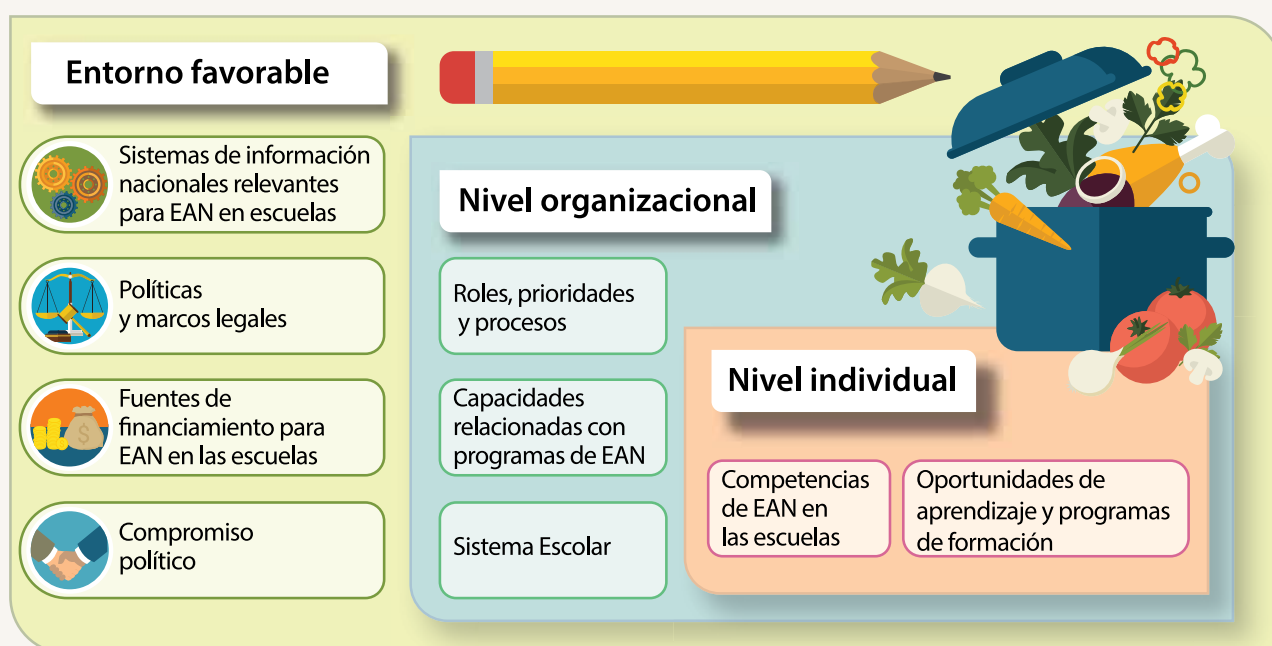 Entorno favorable
Sistemas de información
nacionales relevantes
para EAN en escuelas
Políticas
y marcos legales
Fuentes de
financiamiento para
EAN en las escuelas
Compromiso
político
Nivel organizacional
Roles, prioridades
y procesos
Capacidades
relacionadas con
programas de EAN
Sistema Escolar
Nivel individual
Competencias
de EAN en
las escuelas
Oportunidades de
aprendizaje y programas
de formación